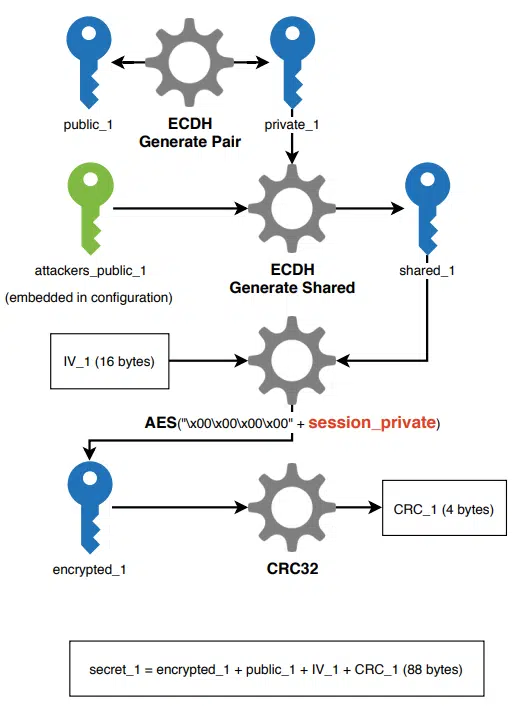 public_1
ECDH
Generate Pair
private_1
attackers_public_1
(embedded in configuration)
ECDH
Generate Shared
shared_1
IV_1 (16 bytes)
AES("\x00\x00\x00\x00" + session_private)
encrypted_1
CRC32
CRC_1 (4 bytes)
secret_1 = encrypted_1 + public_1 + IV_1 + CRC_1 (88 bytes)